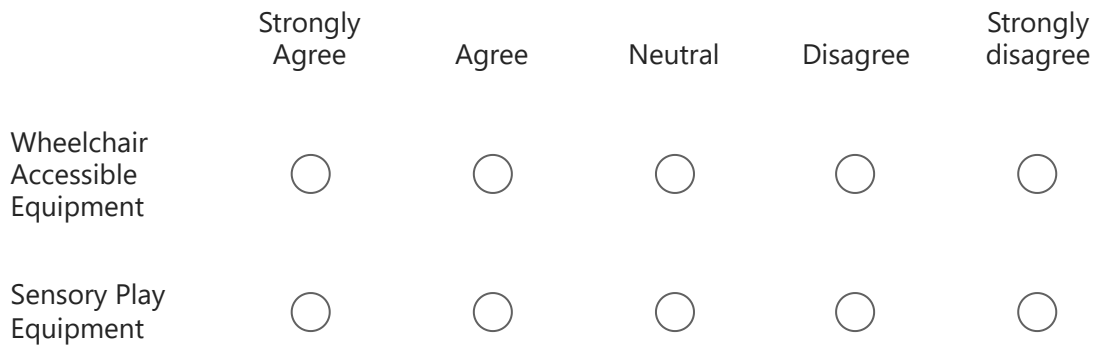 Strongly
Agree
Agree
Neutral
Disagree
Strongly
disagree
Wheelchair
Accessible
Equipment
Sensory Play
Equipment